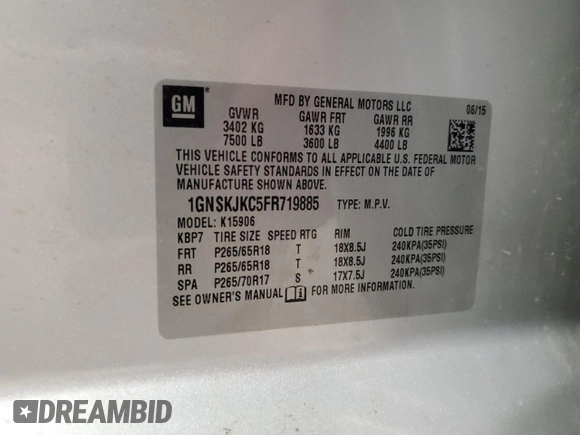 GM
MFD BY GENERAL MOTORS LLC 06/15
GVWR GAWR FRT GAWR RR
3402 KG 1633 KG 1996 KG
7500 LB 3600 LB 4400 LB
THIS VEHICLE CONFORMS TO ALL APPLICABLE U.S. FEDERAL MOTOR
VEHICLE SAFETY STANDARDS IN EFFECT ON THE DATE OF
MANUFACTURE SHOWN ABOVE.
1GNSKJKC5FR719885 TYPE: M.P.V.
MODEL: K15906
KBP7 TIRE SIZE SPEED RTG RIM COLD TIRE PRESSURE
FRT P265/65R18 T 18X8.5J 240KPA(35PSI)
RR P265/65R18 T 18X8.5J 240KPA(35PSI)
SPA P265/70R17 S 17X7.5J 240KPA(35PSI)
SEE OWNER'S MANUAL FOR MORE INFORMATION.
DREAMBID